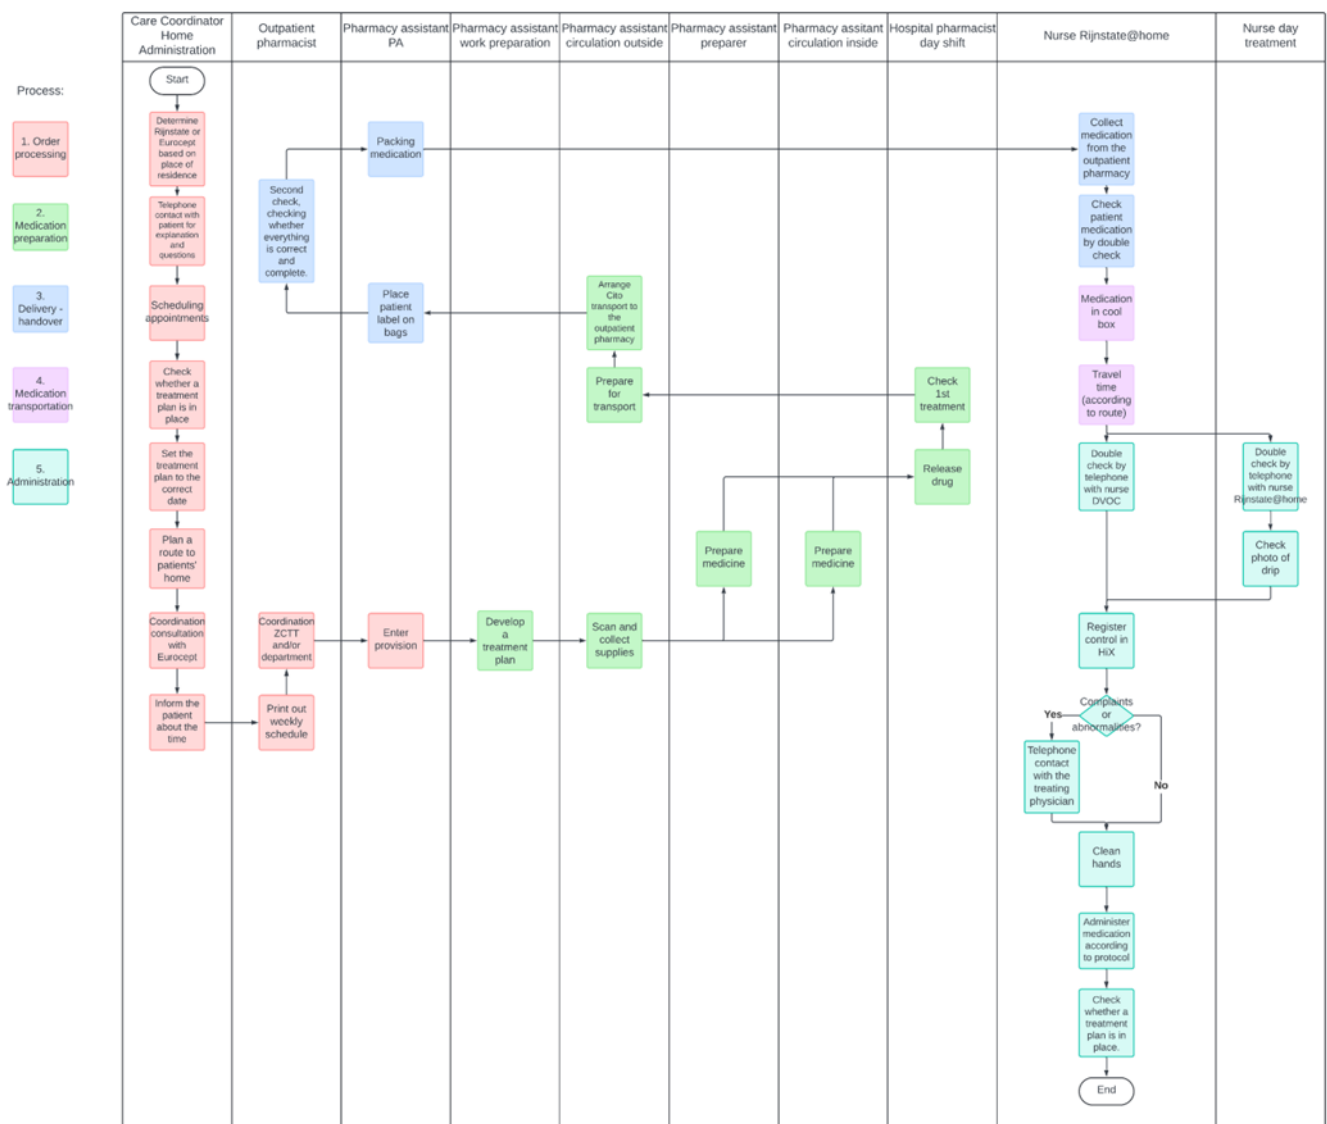 Care Coordinator
Home
Administration
Outpatient
pharmacist
Pharmacy assistant
PA
Pharmacy assistant
work preparation
Pharmacy assistant
circulation outside
Pharmacy assistant
preparer
Pharmacy assitant
circulation inside
Hospital pharmacist
day shift
Nurse Rijnstate@home
Nurse day
treatment
Process:
1. Order
processing
2.
Medication
preparation
3.
Delivery -
handover
4.
Medication
transportation
5.
Administration
Start
Determine
Rijnstate or
Eurocept
based on
place of
residence
Telephone
contact with
patient for
explanation
and
questions
Scheduling
appointments
Check
whether a
treatment
plan is in
place
Set the
treatment
plan to the
correct
date
Plan a
route to
patients'
home
Coordination
consultation
with
Eurocept
Inform the
patient
about the
time
Second
check,
checking
whether
everything
is correct
and
complete.
Coordination
ZCTT
and/or
department
Print out
weekly
schedule
Packing
medication
Place
patient
label on
bags
Enter
provision
Develop
a
treatment
plan
Arrange
Cito
transport to
the
outpatient
pharmacy
Prepare
for
transport
Scan and
collect
supplies
Prepare
medicine
Prepare
medicine
Check
1st
treatment
Release
drug
Collect
medication
from the
outpatient
pharmacy
Check
patient
medication
by double
check
Medication
in cool
box
Travel
time
(according
to route)
Double
check by
telephone
with nurse
DVOC
Double
check by
telephone
with nurse
Rijnstate@home
Check
photo of
drip
Register
control in
HiX
Complaints
or
abnormalities?
Yes
Telephone
contact
with the
treating
physician
No
Clean
hands
Administer
medication
according
to protocol
Check
whether a
treatment
plan is in
place.
End